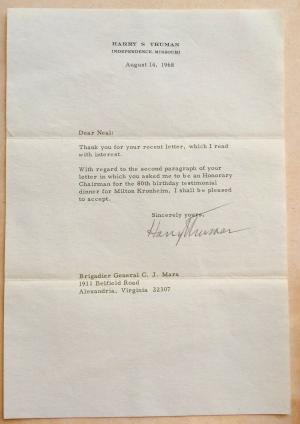 HARRY S TRUMAN
INDEPENDENCE, MISSOURI
August 14, 1968
Dear Neal:
Thank you for your recent letter, which I read
with interest.
With regard to the second paragraph of your
letter in which you asked me to be an Honorary
Chairman for the 80th birthday testimonial
dinner for Milton Kronheim, I shall be pleased
to accept.
Sincerely yours,
Harry Truman
Brigadier General C. J. Mara
1911 Belfield Road
Alexandria, Virginia 22307